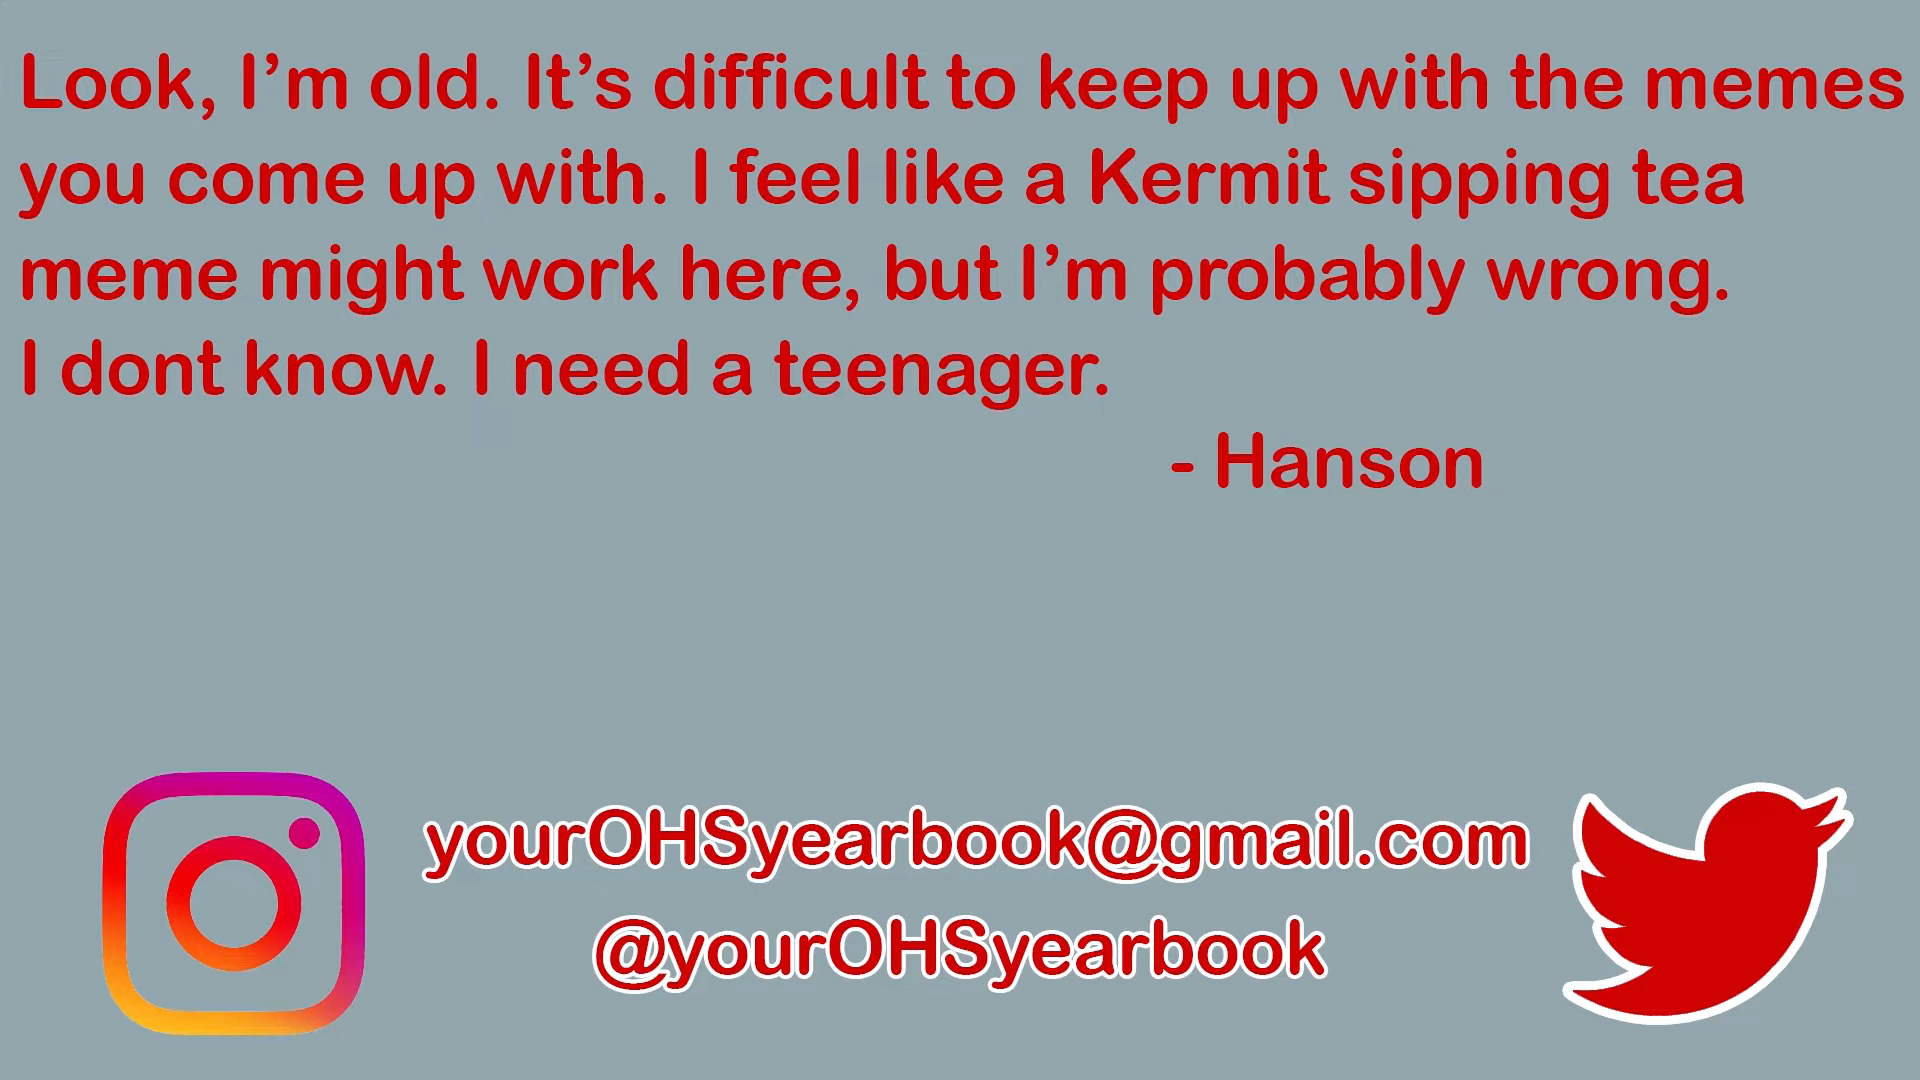 Look, I’m old. It’s difficult to keep up with the memes
you come up with. I feel like a Kermit sipping tea
meme might work here, but I’m probably wrong.
I dont know. I need a teenager.
- Hanson
yourOHSyearbook@gmail.com
@yourOHSyearbook